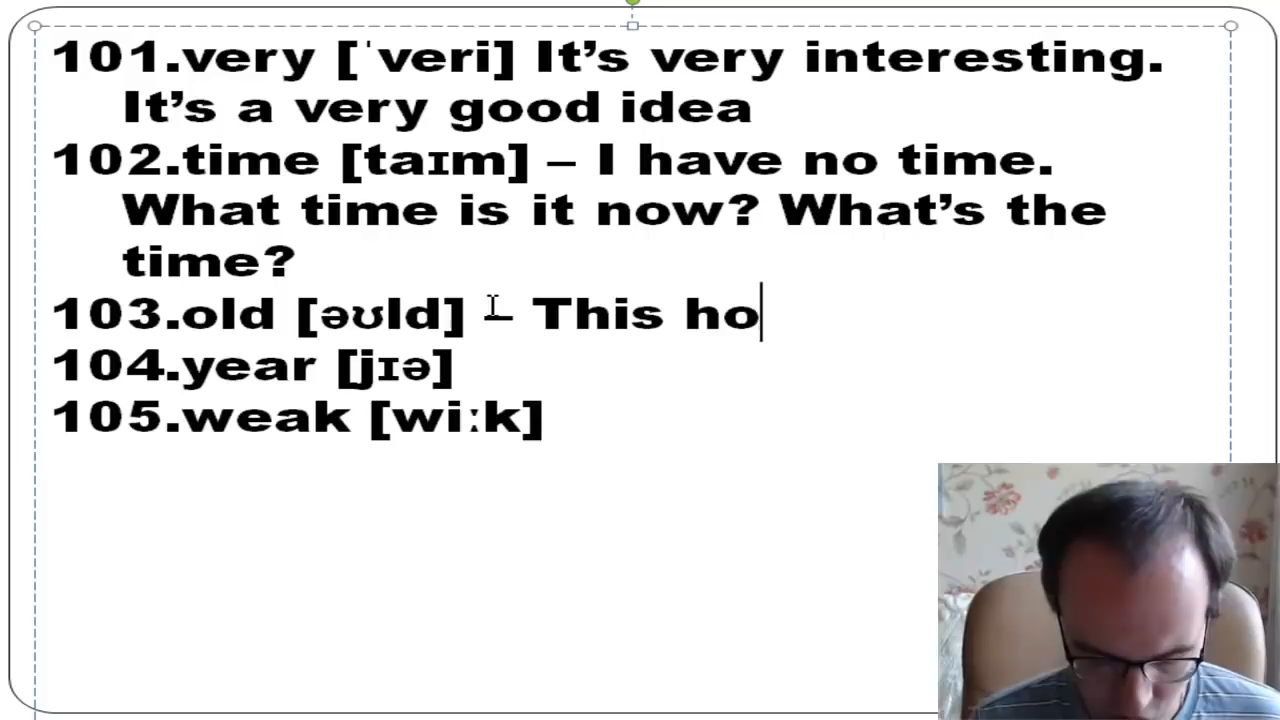 101.very [ˈveri] It’s very interesting.
It’s a very good idea
102.time [taɪm] – I have no time.
What time is it now? What’s the
time?
103.old [əʊld] – This ho
104.year [jɪə]
105.weak [wiːk]